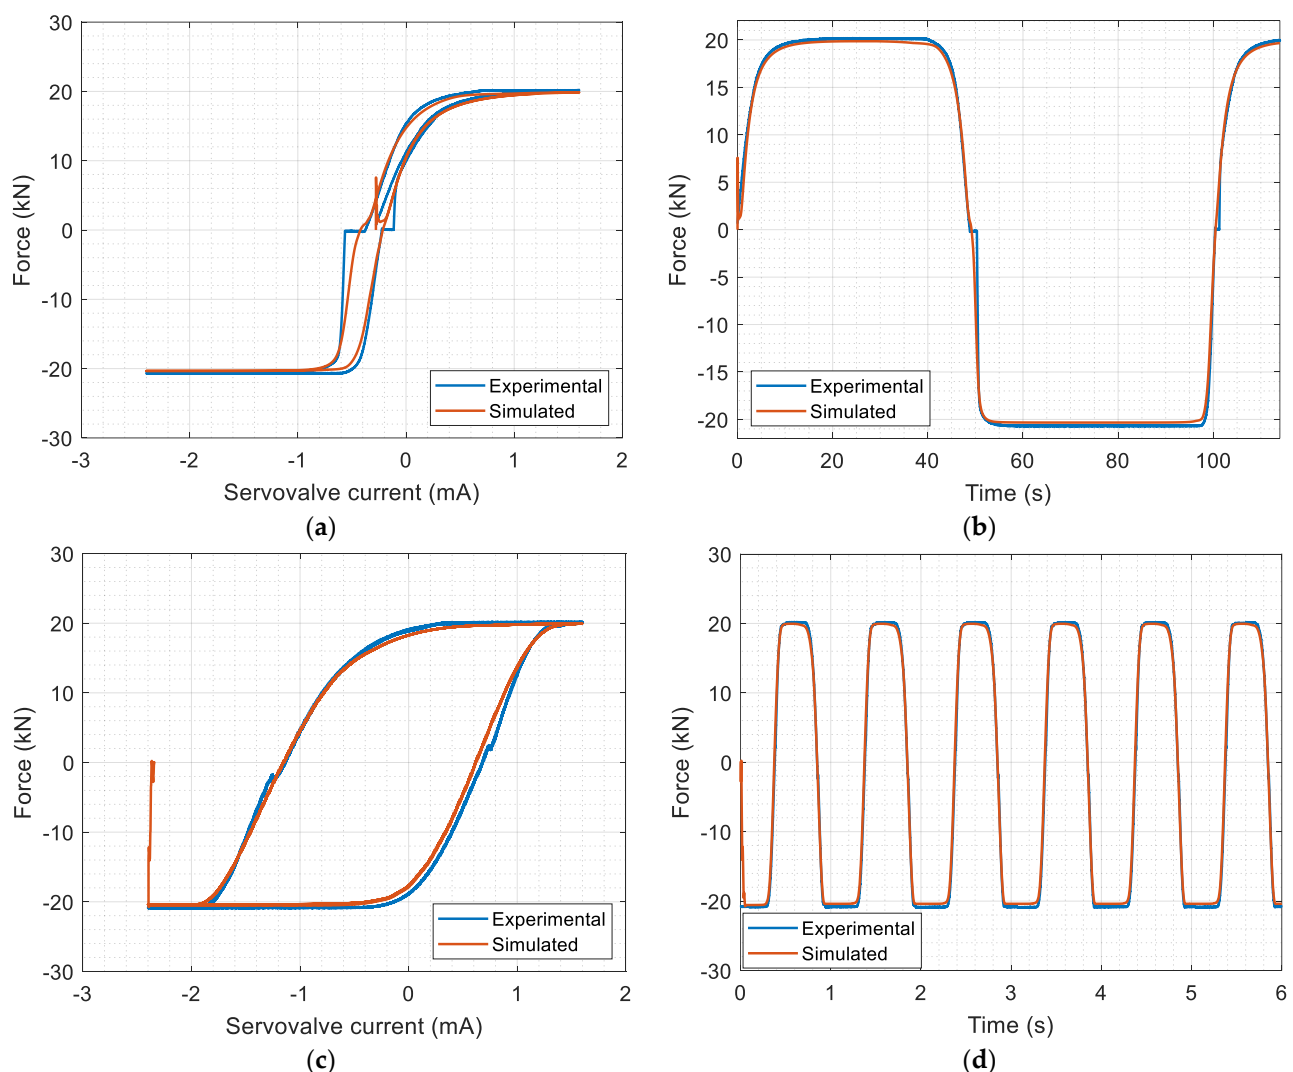 30
20
10
0
-10
-20
-30
-3
-2
-1
0
1
2
Force (kN)
Servovalve current (mA)
Experimental
Simulated
(a)
20
15
10
5
0
-5
-10
-15
-20
0
20
40
60
80
100
Force (kN)
Time (s)
Experimental
Simulated
(b)
30
20
10
0
-10
-20
-30
-3
-2
-1
0
1
2
Force (kN)
Servovalve current (mA)
Experimental
Simulated
(c)
30
20
10
0
-10
-20
-30
0
1
2
3
4
5
6
Force (kN)
Time (s)
Experimental
Simulated
(d)